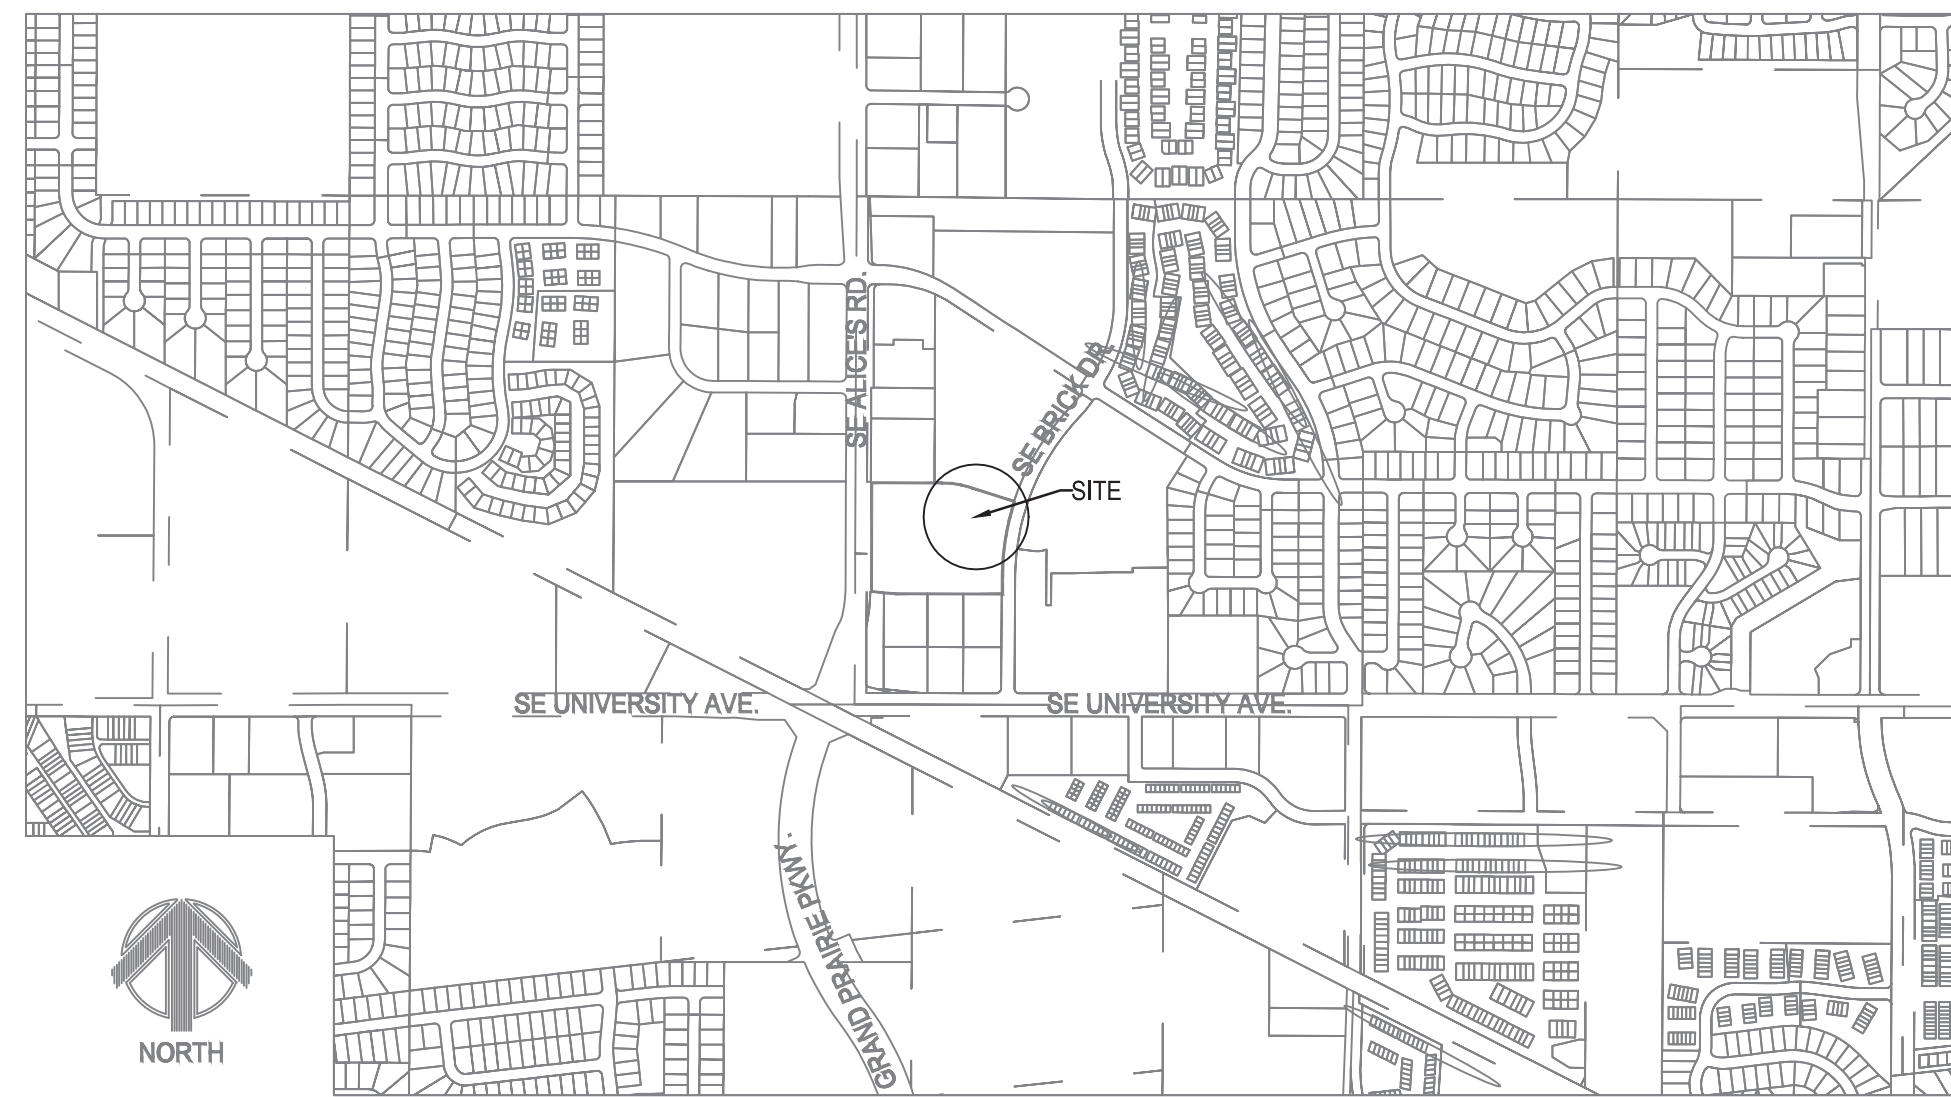 SE ALICE'S RD.
SE BRICK DR.
SITE
SE UNIVERSITY AVE.
SE UNIVERSITY AVE.
GRAND PRAIRIE PKWY.
NORTH